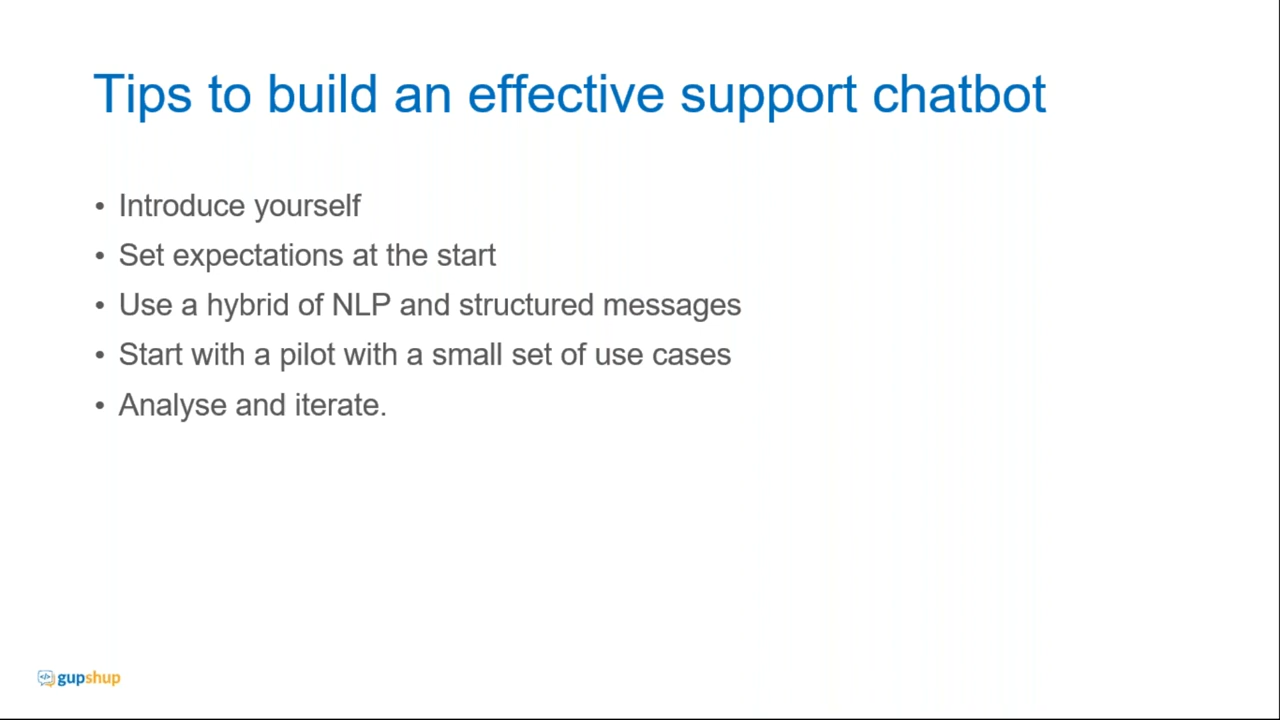 Tips to build an effective support chatbot
• Introduce yourself
• Set expectations at the start
• Use a hybrid of NLP and structured messages
• Start with a pilot with a small set of use cases
• Analyse and iterate.
gupshup